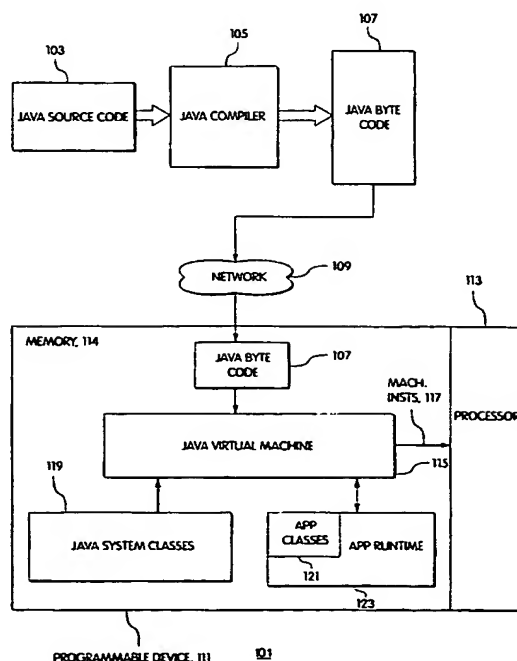 107
105
103
JAVA SOURCE CODE
JAVA COMPILER
JAVA BYTE
CODE
NETWORK
109
113
MEMORY, 114
JAVA BYTE
CODE
107
MACH.
INSTS, 117
PROCESSOR
JAVA VIRTUAL MACHINE
115
119
JAVA SYSTEM CLASSES
APP
CLASSES
APP RUNTIME
121
123
PROGRAMMABLE DEVICE, 111
101